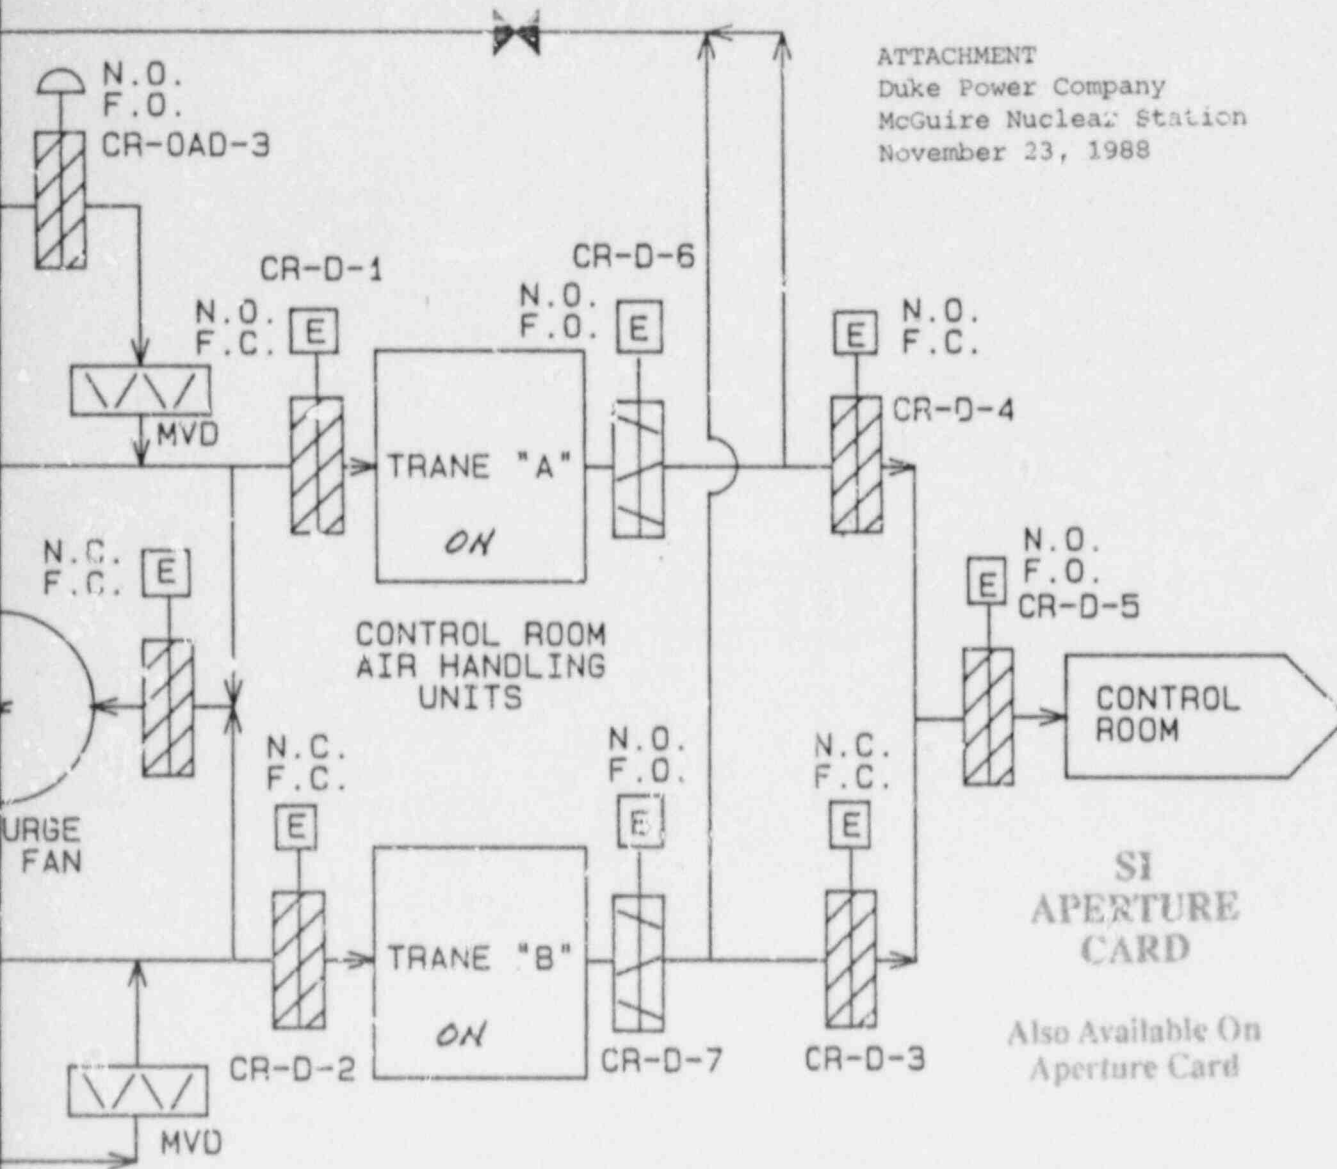 ATTACHMENT
Duke Power Company
McGuire Nuclear Station
November 23, 1988
N.O.
F.O.
CR-OAD-3
MVD
CR-D-1
N.O.
F.C.
E
CR-D-6
N.O.
F.O.
E
N.O.
F.C.
E
CR-D-4
TRANE "A"
ON
CONTROL ROOM
AIR HANDLING
UNITS
N.C.
F.C.
E
N.O.
F.O.
E
CR-D-5
CONTROL
ROOM
URGE
FAN
N.C.
F.C.
E
N.O.
F.O.
E
N.C.
F.C.
E
TRANE "B"
ON
CR-D-2
CR-D-7
CR-D-3
MVD
SI
APERTURE
CARD
Also Available On
Aperture Card